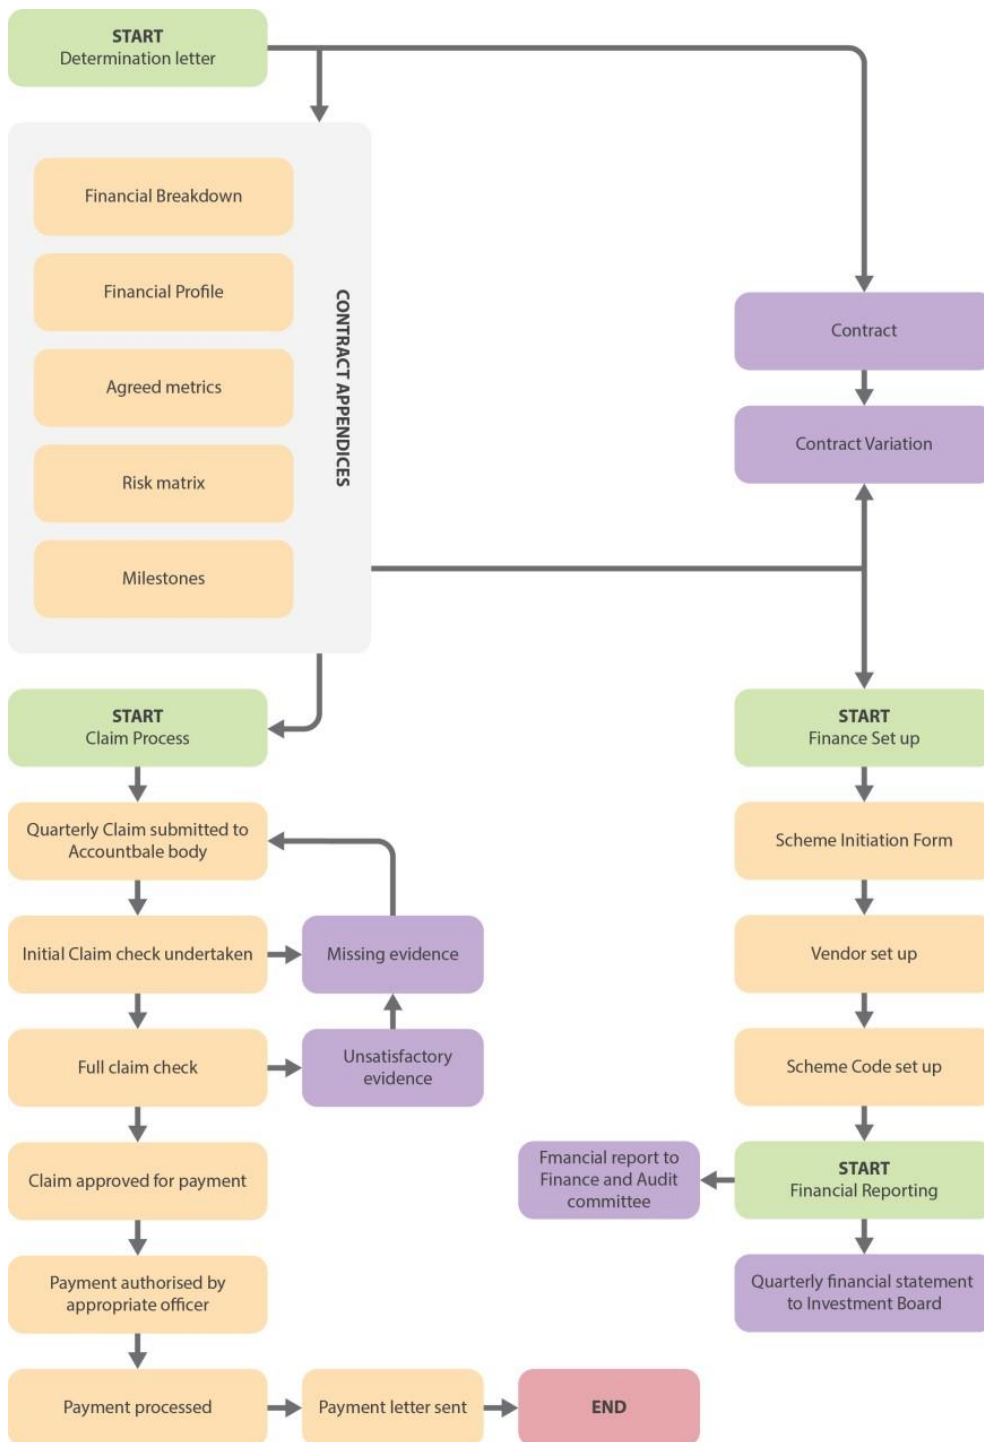 START
Determination letter
Financial Breakdown
Financial Profile
Agreed metrics
Risk matrix
Milestones
CONTRACT APPENDICES
Contract
Contract Variation
START
Claim Process
Quarterly Claim submitted to
Accountbale body
Initial Claim check undertaken
Missing evidence
Full claim check
Unsatisfactory
evidence
Claim approved for payment
Payment authorised by
appropriate officer
Payment processed
Payment letter sent
END
START
Finance Set up
Scheme Initiation Form
Vendor set up
Scheme Code set up
START
Financial Reporting
Fmancial report to
Finance and Audit
committee
Quarterly financial statement
to Investment Board